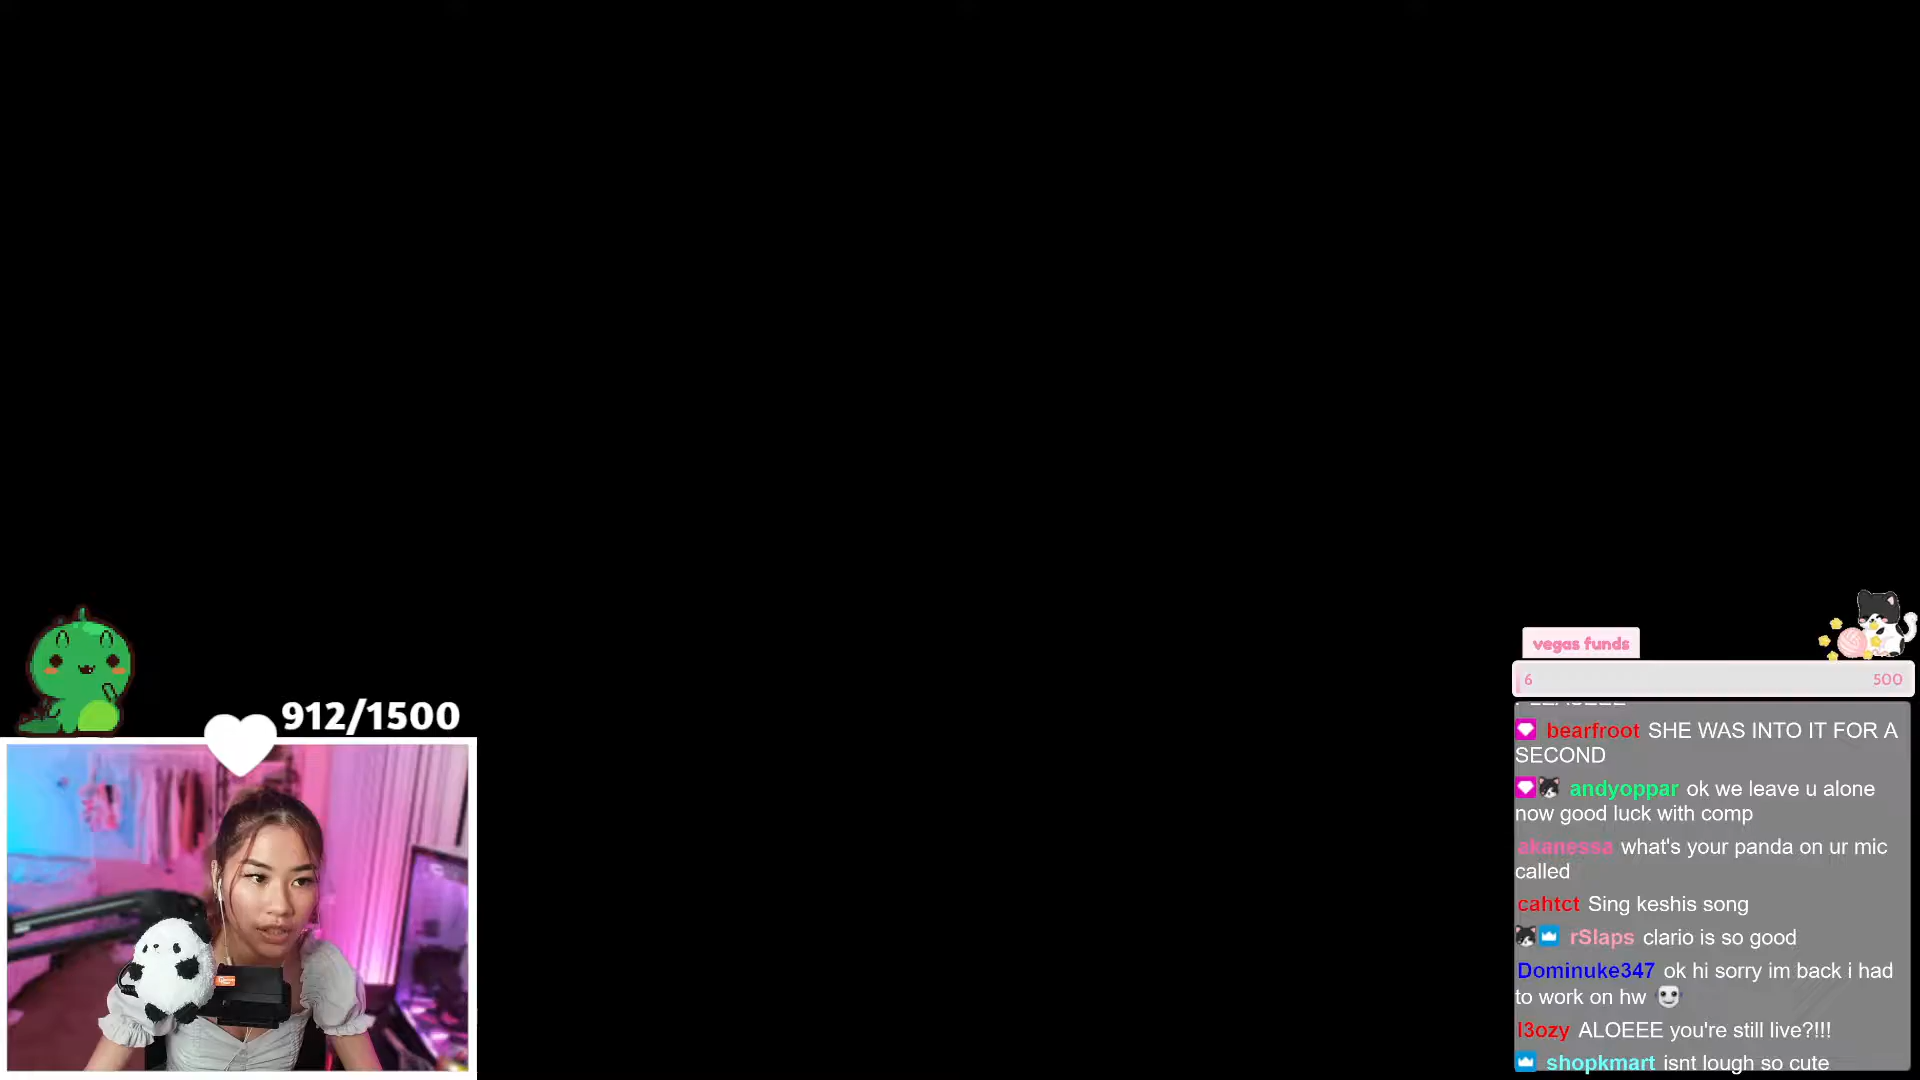 912/1500
vegas funds
6 500
bearfroot SHE WAS INTO IT FOR A
SECOND
andyoppar ok we leave u alone
now good luck with comp
akanessa what's your panda on ur mic
called
cahtct Sing keshis song
rSlaps clario is so good
Dominuke347 ok hi sorry im back i had
to work on hw
l3ozy ALOEEE you're still live?!!!
shopkmart isnt lough so cute